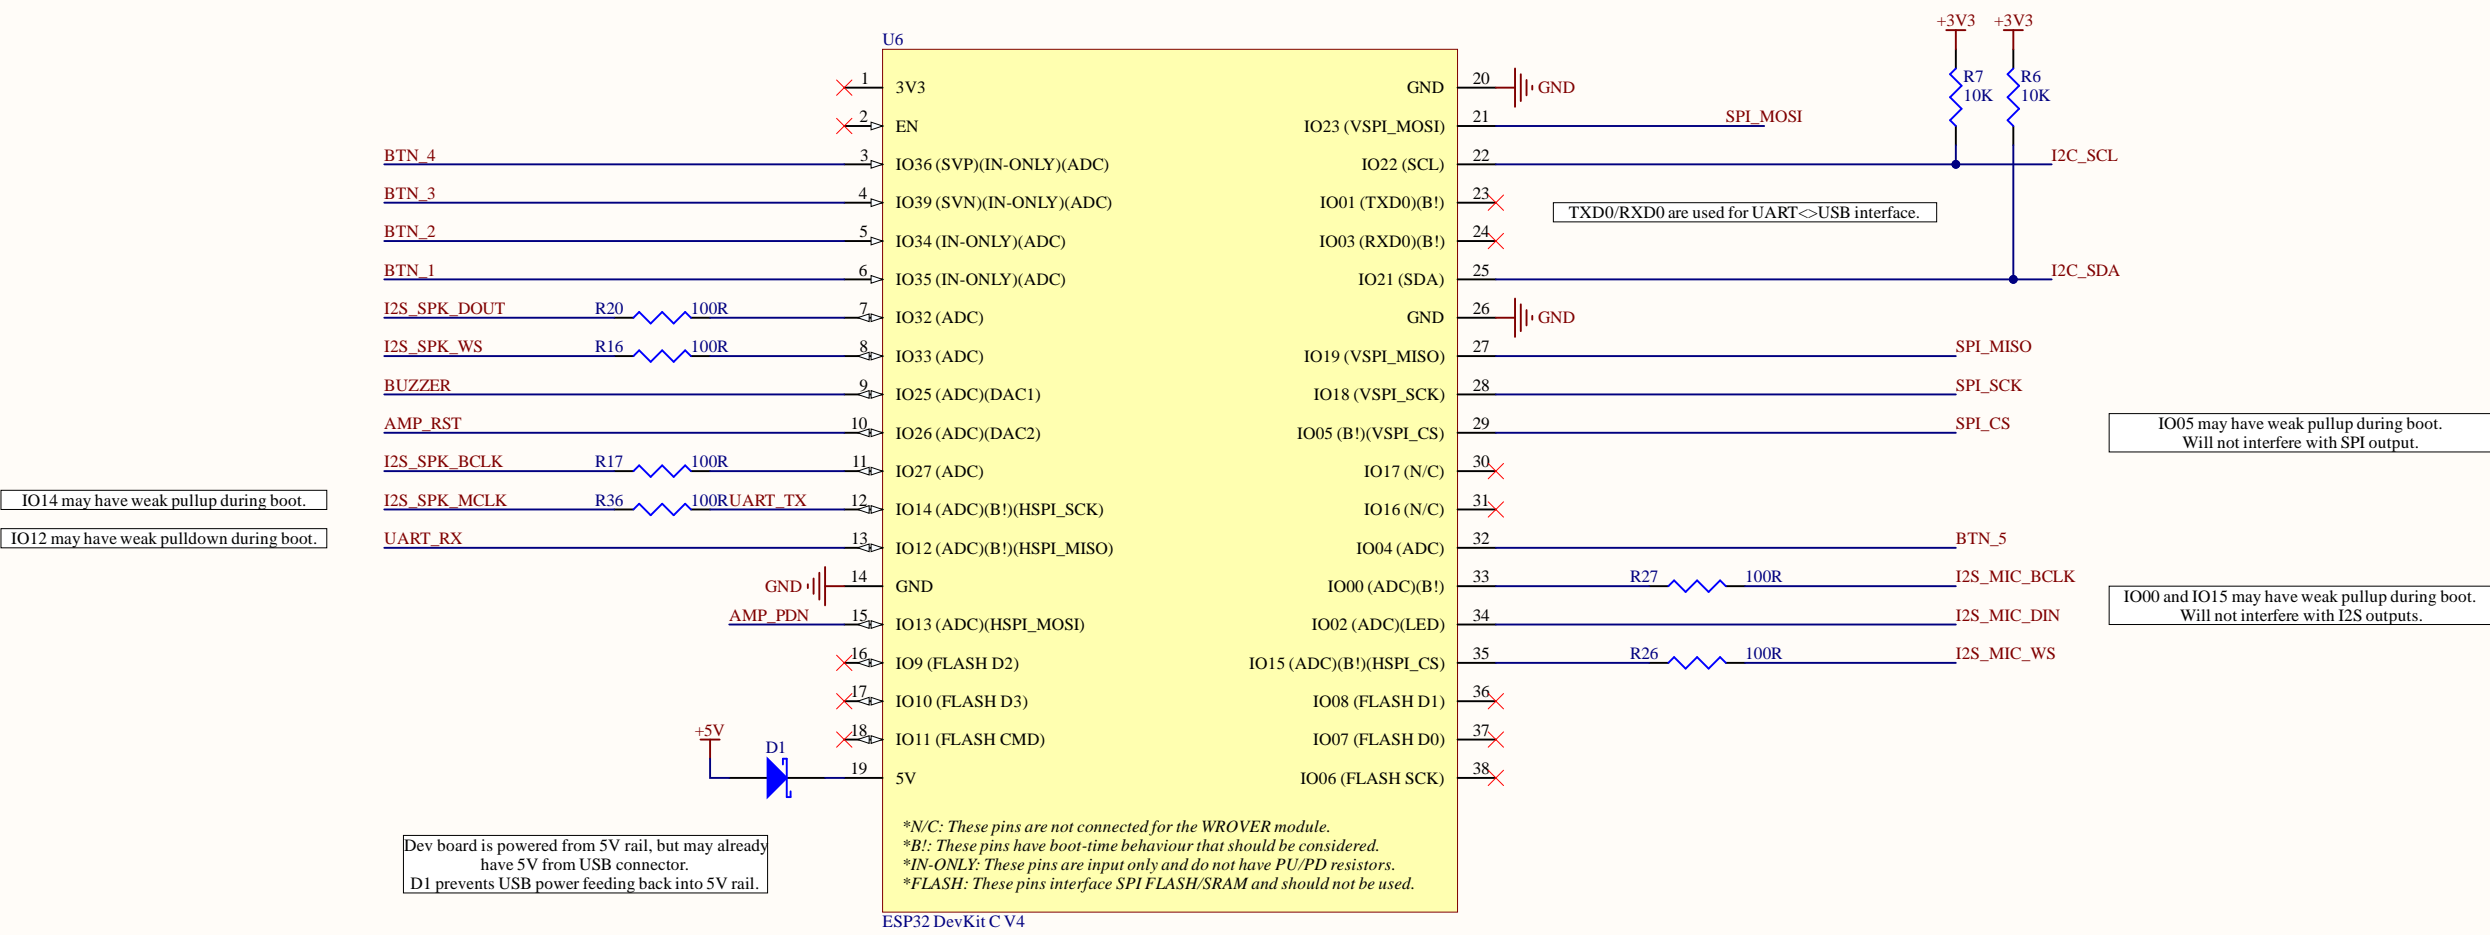 +3V3 +3V3
U6
R7 R6
10K 10K
1 3V3 GND 20 GND
2 EN IO23 (VSPI_MOSI) 21 SPI_MOSI
BTN_4 3 IO36 (SVP)(IN-ONLY)(ADC) IO22 (SCL) 22 I2C_SCL
BTN_3 4 IO39 (SVN)(IN-ONLY)(ADC) IO01 (TXD0)(B!) 23
TXD0/RXD0 are used for UART<>USB interface.
BTN_2 5 IO34 (IN-ONLY)(ADC) IO03 (RXD0)(B!) 24
BTN_1 6 IO35 (IN-ONLY)(ADC) IO21 (SDA) 25 I2C_SDA
I2S_SPK_DOUT R20 100R 7 IO32 (ADC) GND 26 GND
I2S_SPK_WS R16 100R 8 IO33 (ADC) IO19 (VSPI_MISO) 27 SPI_MISO
BUZZER 9 IO25 (ADC)(DAC1) IO18 (VSPI_SCK) 28 SPI_SCK
AMP_RST 10 IO26 (ADC)(DAC2) IO05 (B!)(VSPI_CS) 29 SPI_CS
IO05 may have weak pullup during boot.
Will not interfere with SPI output.
I2S_SPK_BCLK R17 100R 11 IO27 (ADC) IO17 (N/C) 30
IO14 may have weak pullup during boot.
I2S_SPK_MCLK R36 100R UART_TX 12 IO14 (ADC)(B!)(HSPI_SCK) IO16 (N/C) 31
IO12 may have weak pulldown during boot.
UART_RX 13 IO12 (ADC)(B!)(HSPI_MISO) IO04 (ADC) 32 BTN_5
GND 14 GND IO00 (ADC)(B!) 33 R27 100R I2S_MIC_BCLK
IO00 and IO15 may have weak pullup during boot.
Will not interfere with I2S outputs.
AMP_PDN 15 IO13 (ADC)(HSPI_MOSI) IO02 (ADC)(LED) 34 I2S_MIC_DIN
16 IO9 (FLASH D2) IO15 (ADC)(B!)(HSPI_CS) 35 R26 100R I2S_MIC_WS
17 IO10 (FLASH D3) IO08 (FLASH D1) 36
18 IO11 (FLASH CMD) IO07 (FLASH D0) 37
+5V D1 19 5V IO06 (FLASH SCK) 38
*N/C: These pins are not connected for the WROVER module.
*B!: These pins have boot-time behaviour that should be considered.
*IN-ONLY: These pins are input only and do not have PU/PD resistors.
*FLASH: These pins interface SPI FLASH/SRAM and should not be used.
Dev board is powered from 5V rail, but may already
have 5V from USB connector.
D1 prevents USB power feeding back into 5V rail.
ESP32 DevKit C V4